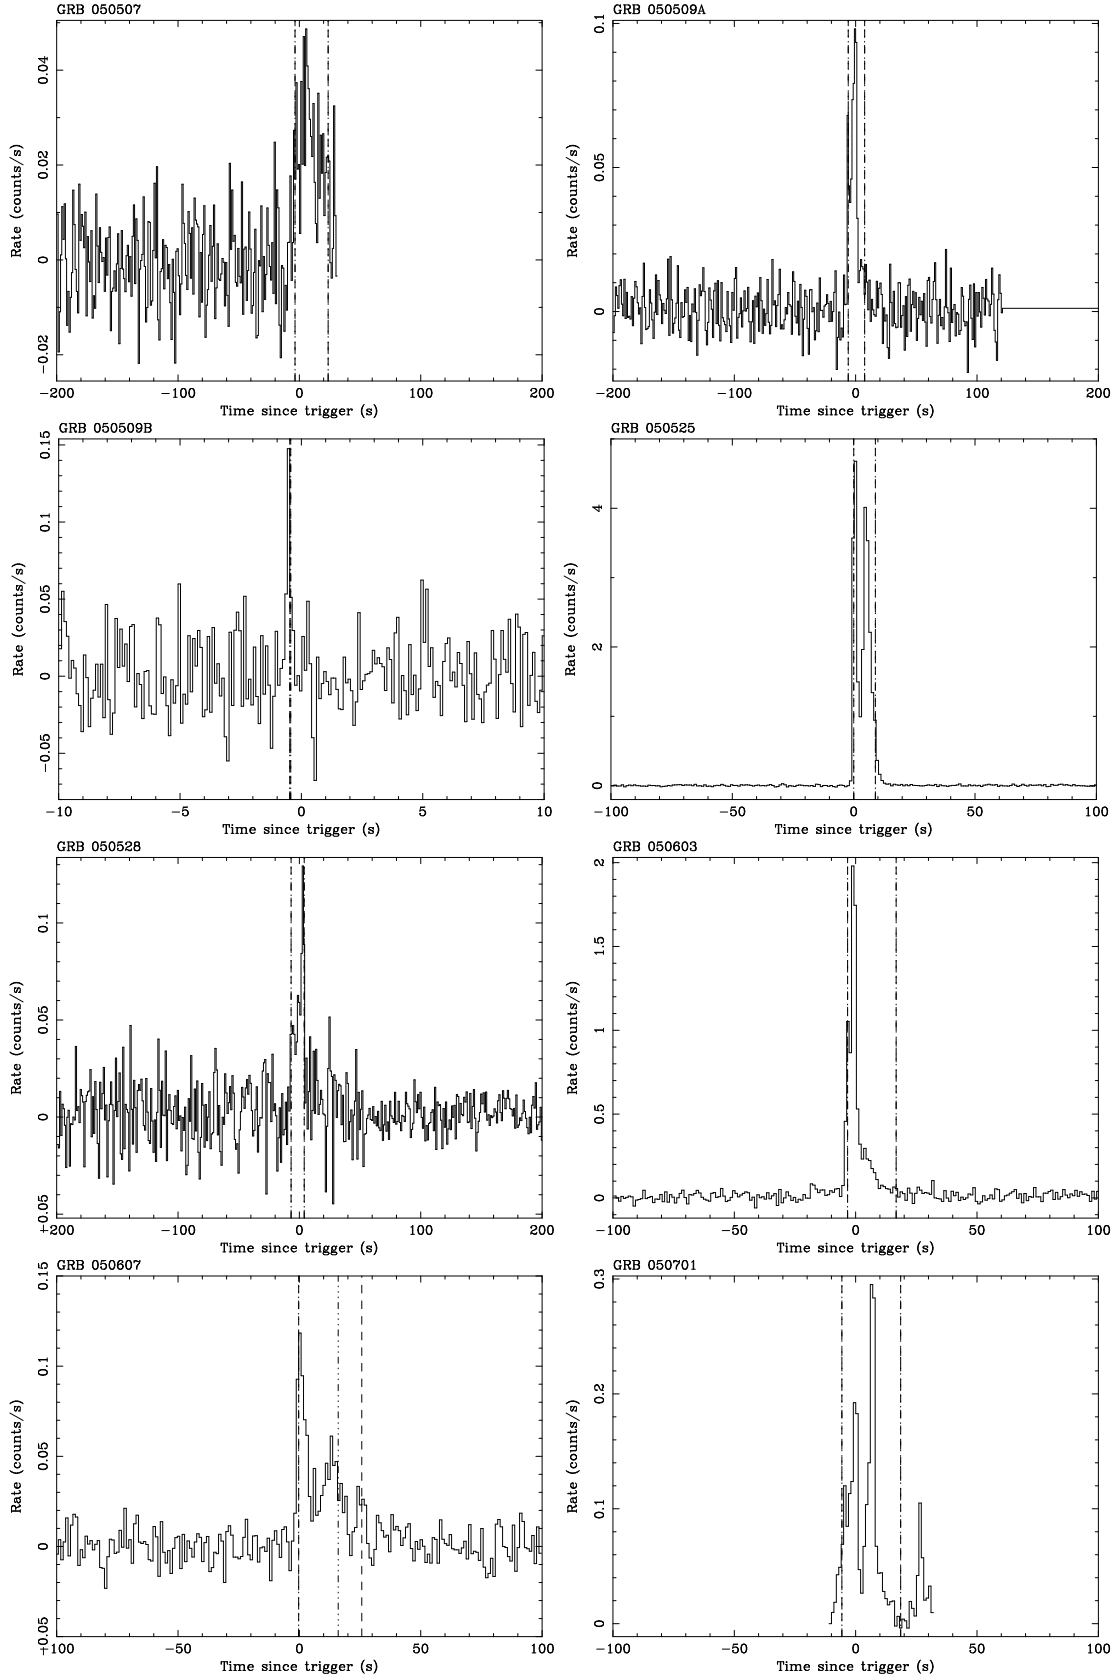 GRB 050507
0.04
0.02
0
−0.02
Rate (counts/s)
−200 −100 0 100 200
Time since trigger (s)
GRB 050509A
0.1
0.05
0
Rate (counts/s)
−200 −100 0 100 200
Time since trigger (s)
GRB 050509B
0.15
0.1
0.05
0
−0.05
Rate (counts/s)
−10 −5 0 5 10
Time since trigger (s)
GRB 050525
4
2
0
Rate (counts/s)
−100 −50 0 50 100
Time since trigger (s)
GRB 050528
0.1
0.05
0
−0.05
Rate (counts/s)
−200 −100 0 100 200
Time since trigger (s)
GRB 050603
2
1.5
1
0.5
0
Rate (counts/s)
−100 −50 0 50 100
Time since trigger (s)
GRB 050607
0.15
0.1
0.05
0
−0.05
Rate (counts/s)
−100 −50 0 50 100
Time since trigger (s)
GRB 050701
0.3
0.2
0.1
0
Rate (counts/s)
−100 −50 0 50 100
Time since trigger (s)